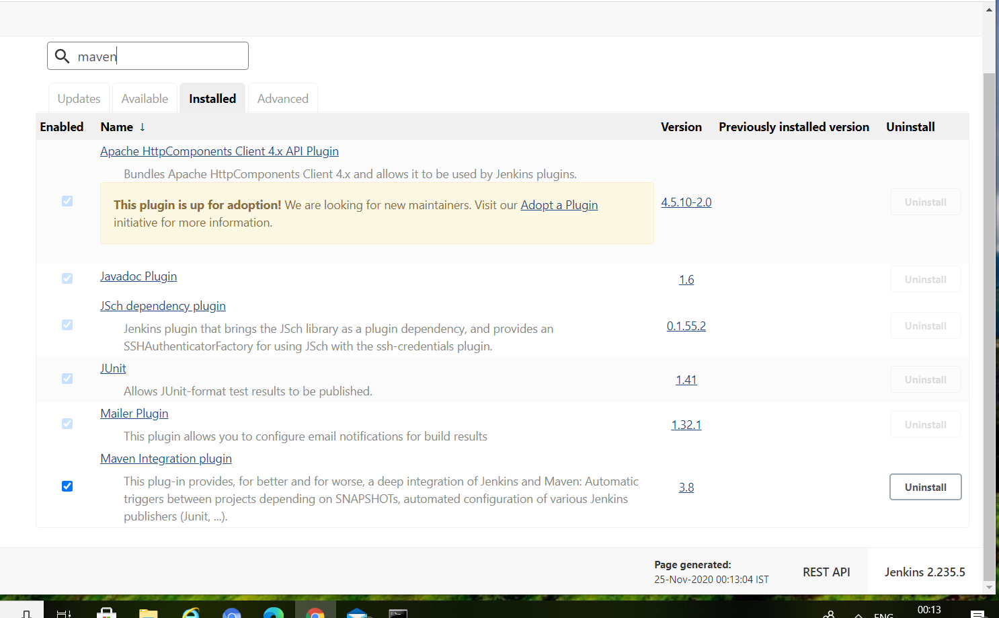 maven
Updates Available Installed Advanced
Enabled Name ↓ Version Previously installed version Uninstall
Apache HttpComponents Client 4.x API Plugin
Bundles Apache HttpComponents Client 4.x and allows it to be used by Jenkins plugins.
This plugin is up for adoption! We are looking for new maintainers. Visit our Adopt a Plugin
initiative for more information.
4.5.10-2.0 Uninstall
Javadoc Plugin
1.6 Uninstall
JSch dependency plugin
Jenkins plugin that brings the JSch library as a plugin dependency, and provides an
SSHAuthenticatorFactory for using JSch with the ssh-credentials plugin.
0.1.55.2 Uninstall
JUnit
Allows JUnit-format test results to be published.
1.41 Uninstall
Mailer Plugin
This plugin allows you to configure email notifications for build results
1.32.1 Uninstall
Maven Integration plugin
This plug-in provides, for better and for worse, a deep integration of Jenkins and Maven: Automatic
triggers between projects depending on SNAPSHOTs, automated configuration of various Jenkins
publishers (Junit, ...).
3.8 Uninstall
Page generated:
25-Nov-2020 00:13:04 IST
REST API Jenkins 2.235.5
ENG 00:13